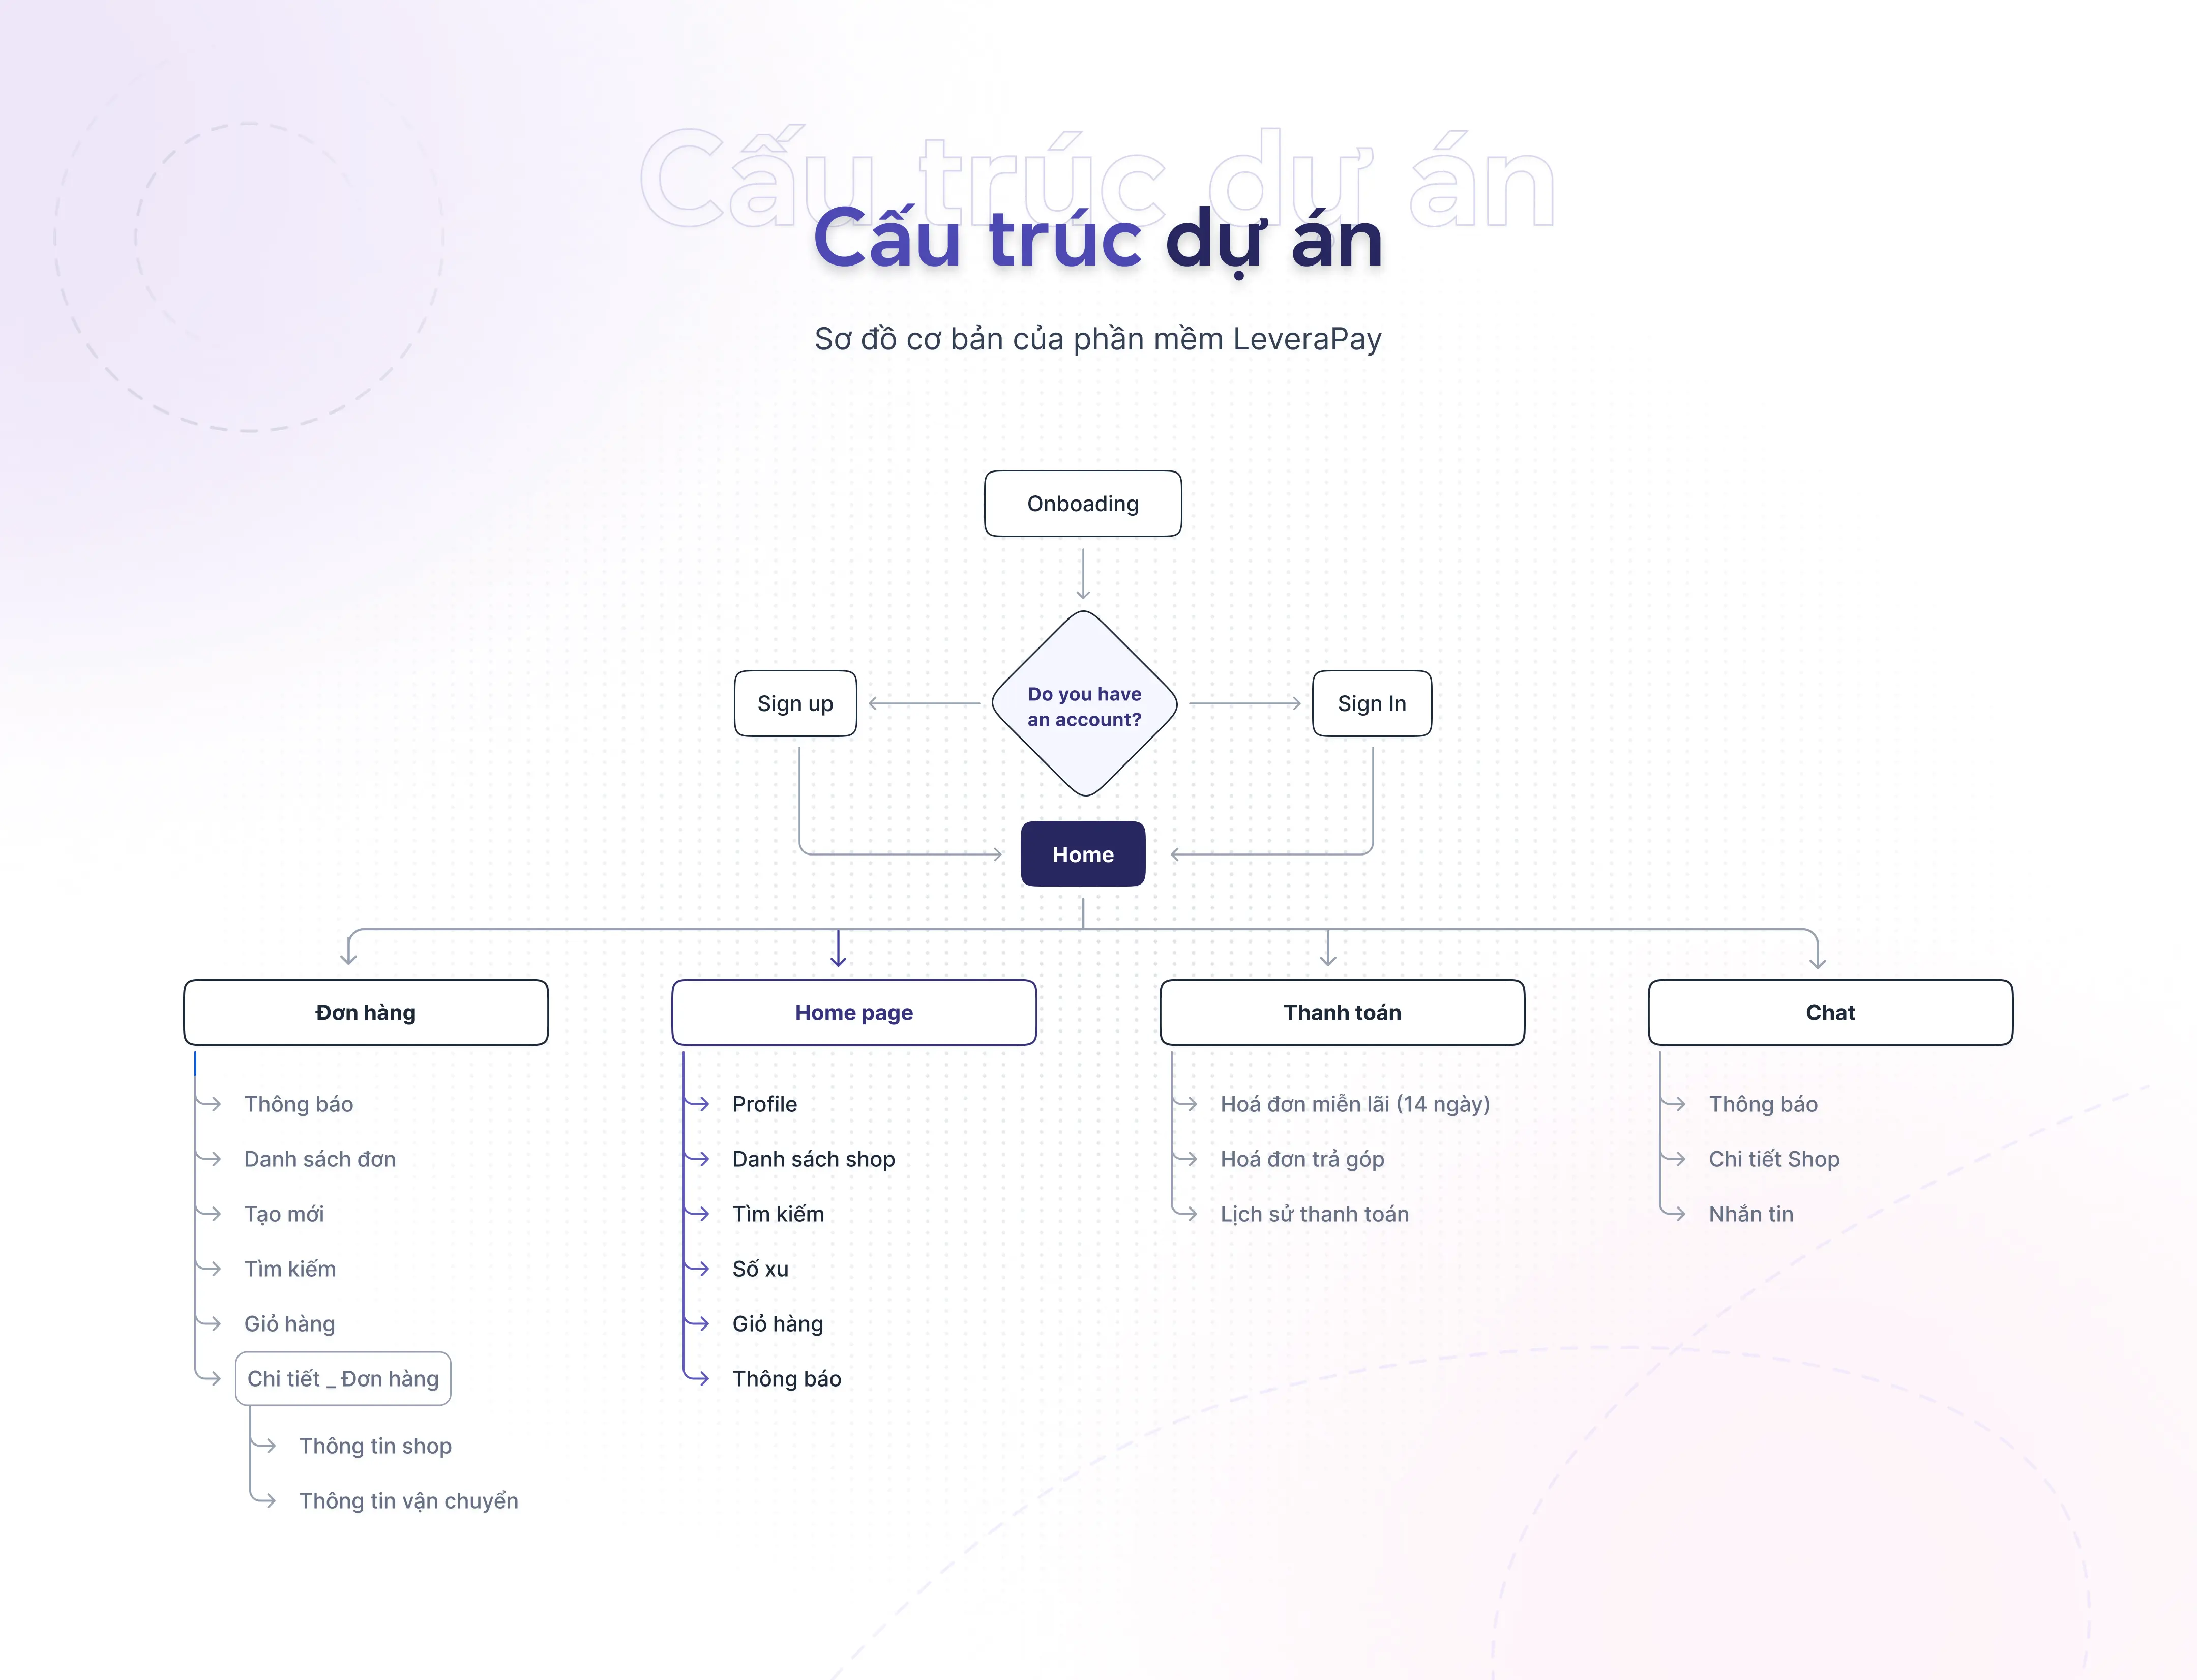 Cấu trúc dự án
Cấu trúc dự án
Sơ đồ cơ bản của phần mềm LeveraPay
Onboading
Do you have
an account?
Sign up
Sign In
Home
Đơn hàng
Thông báo
Danh sách đơn
Tạo mới
Tìm kiếm
Giỏ hàng
Chi tiết _ Đơn hàng
Thông tin shop
Thông tin vận chuyển
Home page
Profile
Danh sách shop
Tìm kiếm
Số xu
Giỏ hàng
Thông báo
Thanh toán
Hoá đơn miễn lãi (14 ngày)
Hoá đơn trả góp
Lịch sử thanh toán
Chat
Thông báo
Chi tiết Shop
Nhắn tin